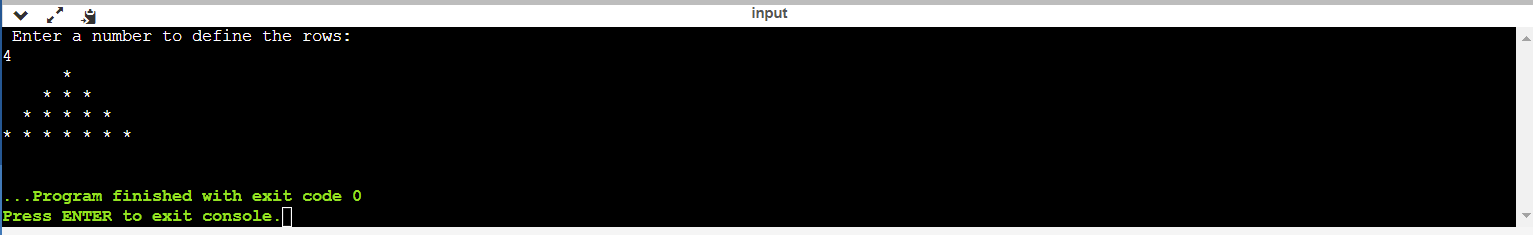 input
 Enter a number to define the rows:
4
      *
    * * *
  * * * * *
* * * * * * *
...Program finished with exit code 0
Press ENTER to exit console.